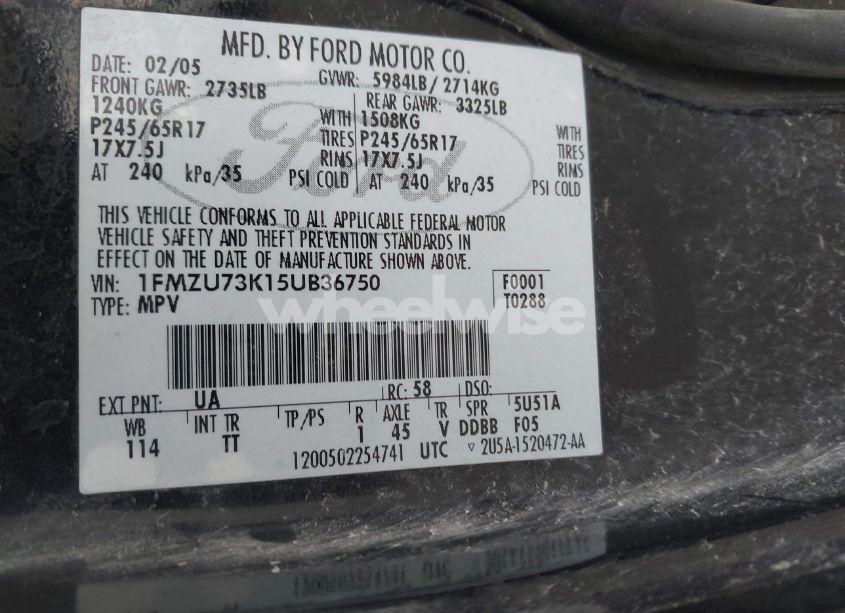 MFD. BY FORD MOTOR CO.
DATE: 02/05 GVWR: 5984LB/ 2714KG
FRONT GAWR: 2735LB REAR GAWR: 3325LB
1240KG WITH 1508KG WITH
P245/65R17 TIRES P245/65R17 TIRES
17X7.5J RIMS 17X7.5J RIMS
AT 240 kPa/35 PSI COLD AT 240 kPa/35 PSI COLD
Ford
THIS VEHICLE CONFORMS TO ALL APPLICABLE FEDERAL MOTOR
VEHICLE SAFETY AND THEFT PREVENTION STANDARDS IN
EFFECT ON THE DATE OF MANUFACTURE SHOWN ABOVE.
VIN: 1FMZU73K15UB36750 F0001
TYPE: MPV T0288
wheelwise
EXT PNT: UA RC: 58 DSO:
WB INT TR TP/PS R AXLE TR SPR 5U51A
114 TT 1 45 V DDBB F05
1200502254741 UTC ▽ 2U5A-1520472-AA